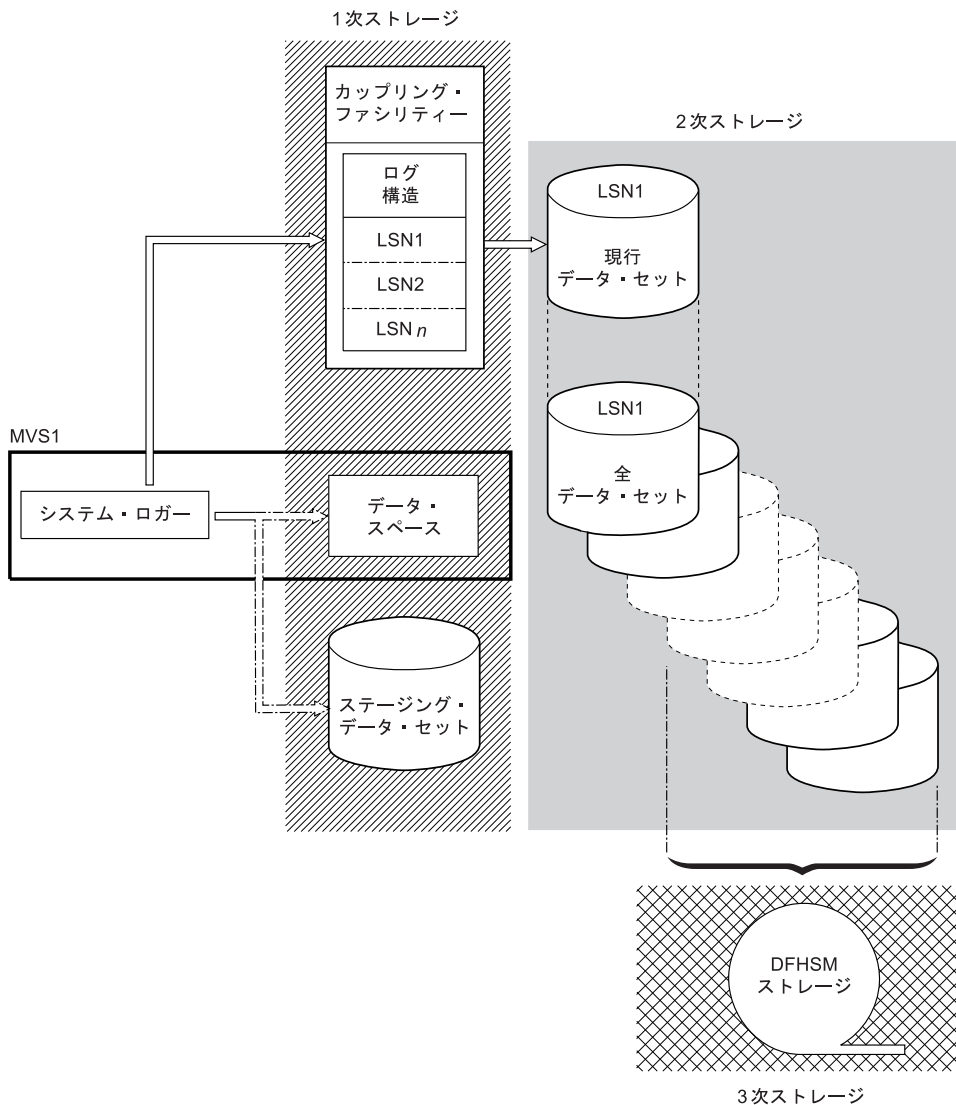 1次ストレージ
カップリング・
ファシリティー
ログ
構造
LSN1
LSN2
LSNn
2次ストレージ
LSN1
現行
データ・セット
LSN1
全
データ・セット
MVS1
システム・ロガー
データ・
スペース
ステージング・
データ・セット
DFHSM
ストレージ
3次ストレージ